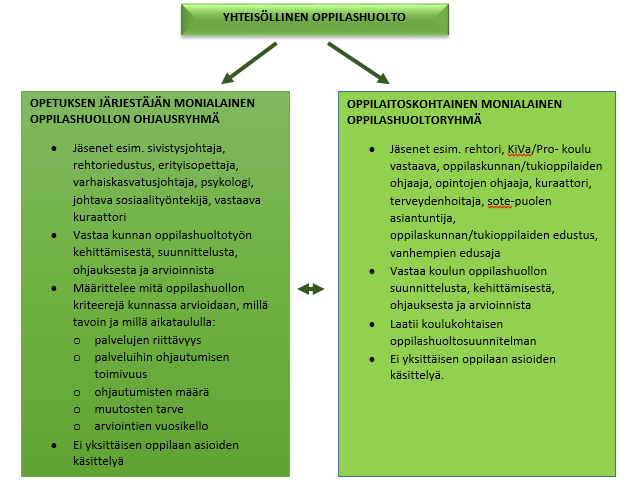 YHTEISÖLLINEN OPPILASHUOLTO
OPETUKSEN JÄRJESTÄJÄN MONIALAINEN
OPPILASHUOLLON OHJAUSRYHMÄ
• Jäsenet esim. sivistysjohtaja,
rehtoriedustus, erityisopettaja,
varhaiskasvatusjohtaja, psykologi,
johtava sosiaalityöntekijä, vastaava
kuraattori
• Vastaa kunnan oppilashuoltotyön
kehittämisestä, suunnittelusta,
ohjauksesta ja arvioinnista
• Määrittelee mitä oppilashuollon
kriteerejä kunnassa arvioidaan, millä
tavoin ja millä aikataululla:
o palvelujen riittävyys
o palveluihin ohjautumisen
toimivuus
o ohjautumisten määrä
o muutosten tarve
o arviointien vuosikello
• Ei yksittäisen oppilaan asioiden
käsittelyä
OPPILAITOSKOHTAINEN MONIALAINEN
OPPILASHUOLTORYHMÄ
• Jäsenet esim. rehtori, KiVa/Pro- koulu
vastaava, oppilaskunnan/tukioppilaiden
ohjaaja, opintojen ohjaaja, kuraattori,
terveydenhoitaja, sote-puolen
asiantuntija,
oppilaskunnan/tukioppilaiden edustus,
vanhempien edusaja
• Vastaa koulun oppilashuollon
suunnittelusta, kehittämisestä,
ohjauksesta ja arvioinnista
• Laatii koulukohtaisen
oppilashuoltosuunnitelman
• Ei yksittäisen oppilaan asioiden
käsittelyä.